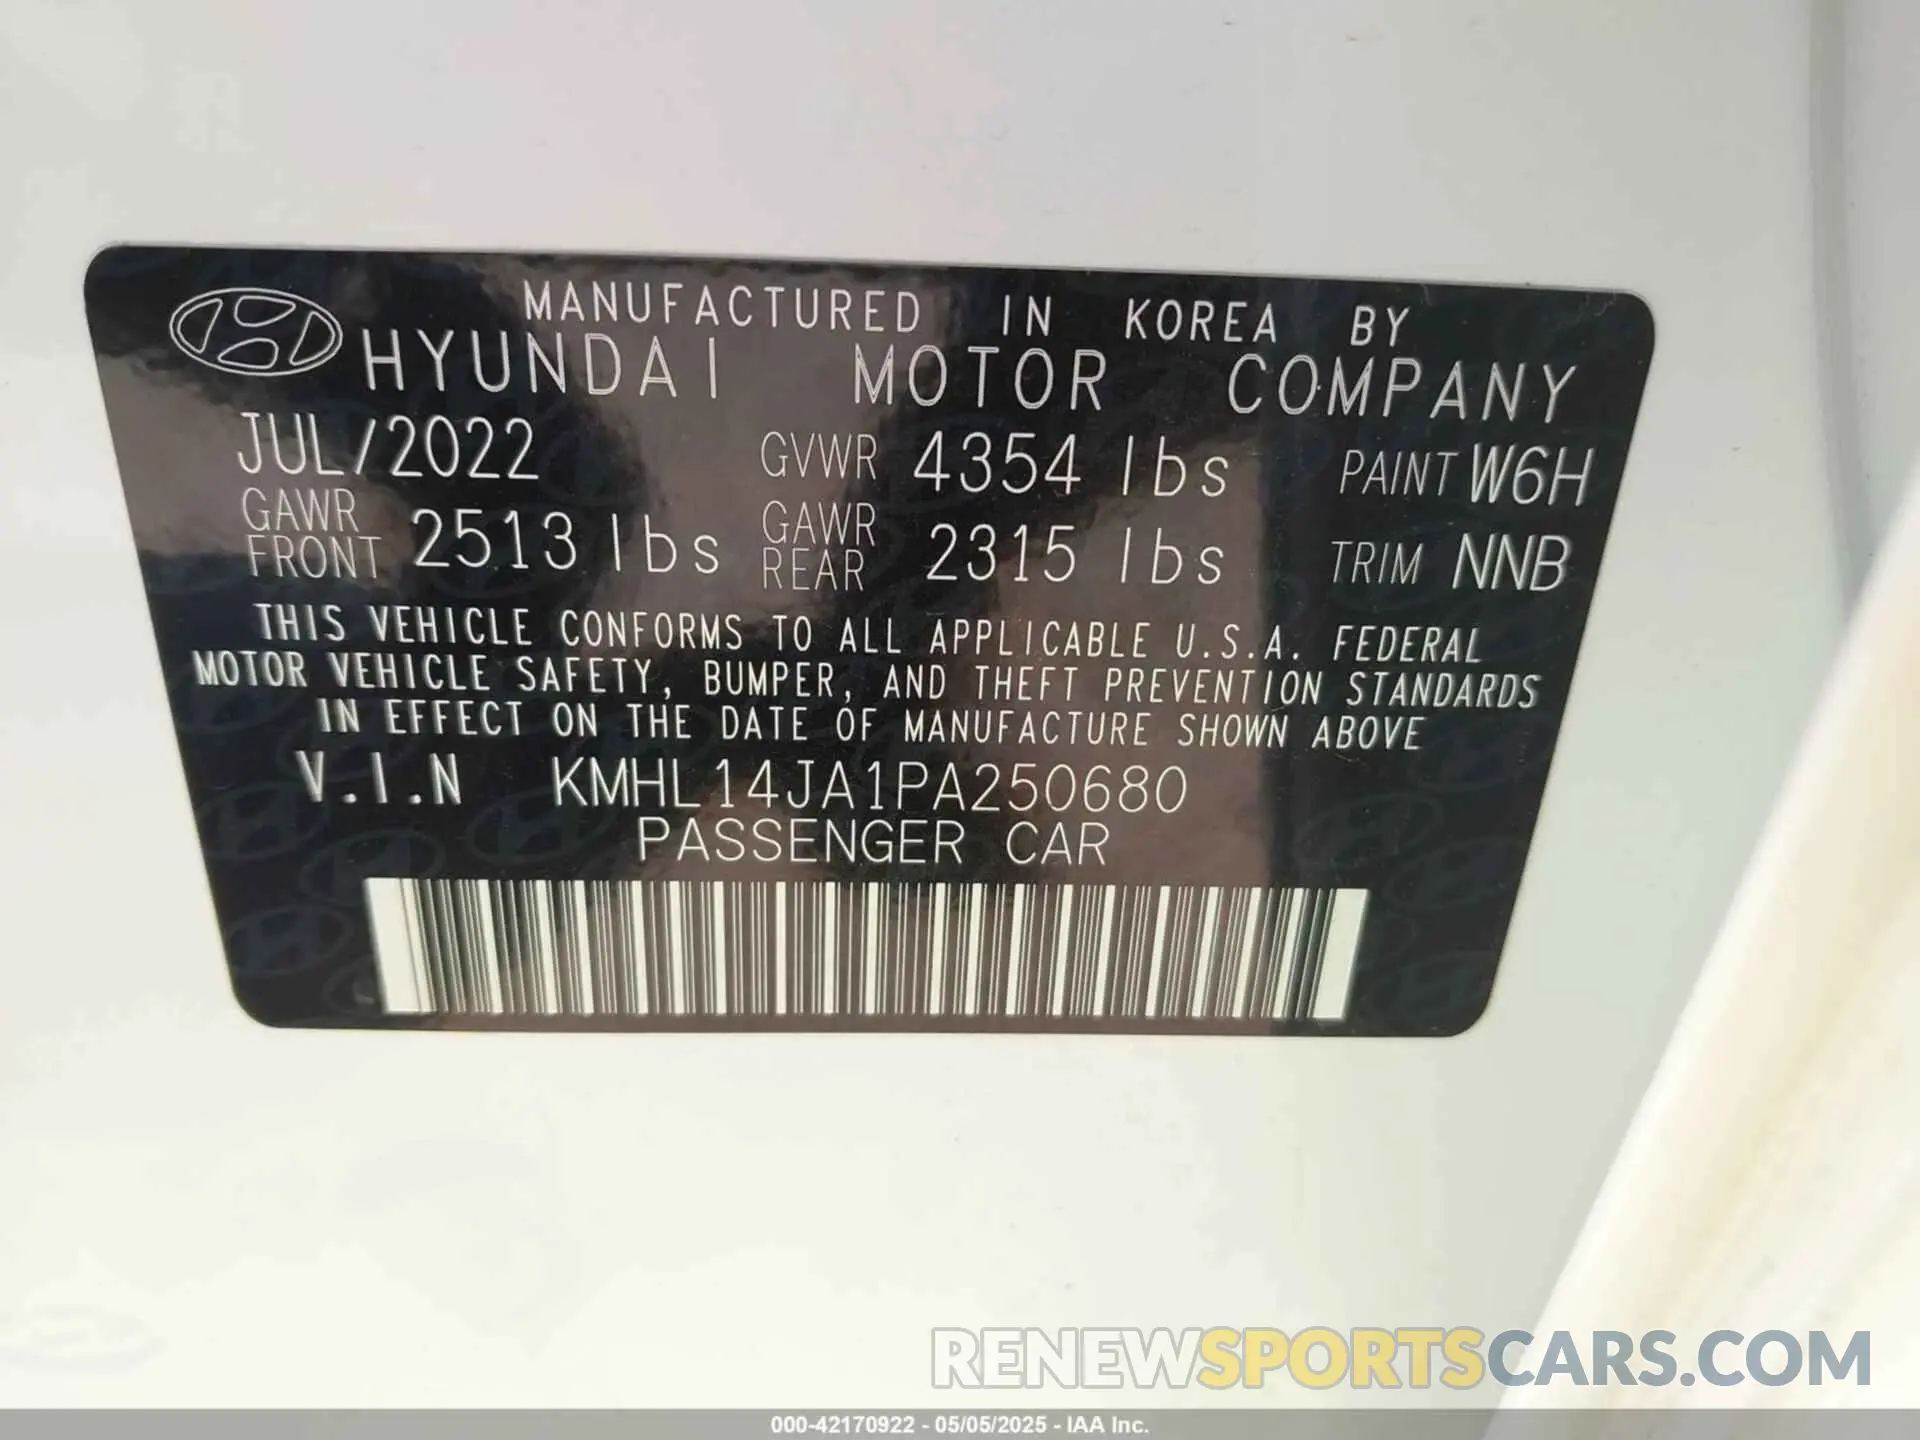 MANUFACTURED IN KOREA BY
HYUNDAI MOTOR COMPANY
JUL/2022 GVWR 4354 lbs PAINT W6H
GAWR FRONT 2513 lbs GAWR REAR 2315 lbs TRIM NNB
THIS VEHICLE CONFORMS TO ALL APPLICABLE U.S.A. FEDERAL
MOTOR VEHICLE SAFETY, BUMPER, AND THEFT PREVENTION STANDARDS
IN EFFECT ON THE DATE OF MANUFACTURE SHOWN ABOVE
V.I.N KMHL14JA1PA250680
PASSENGER CAR
RENEWSPORTSCARS.COM
000-42170922 - 05/05/2025 - IAA Inc.